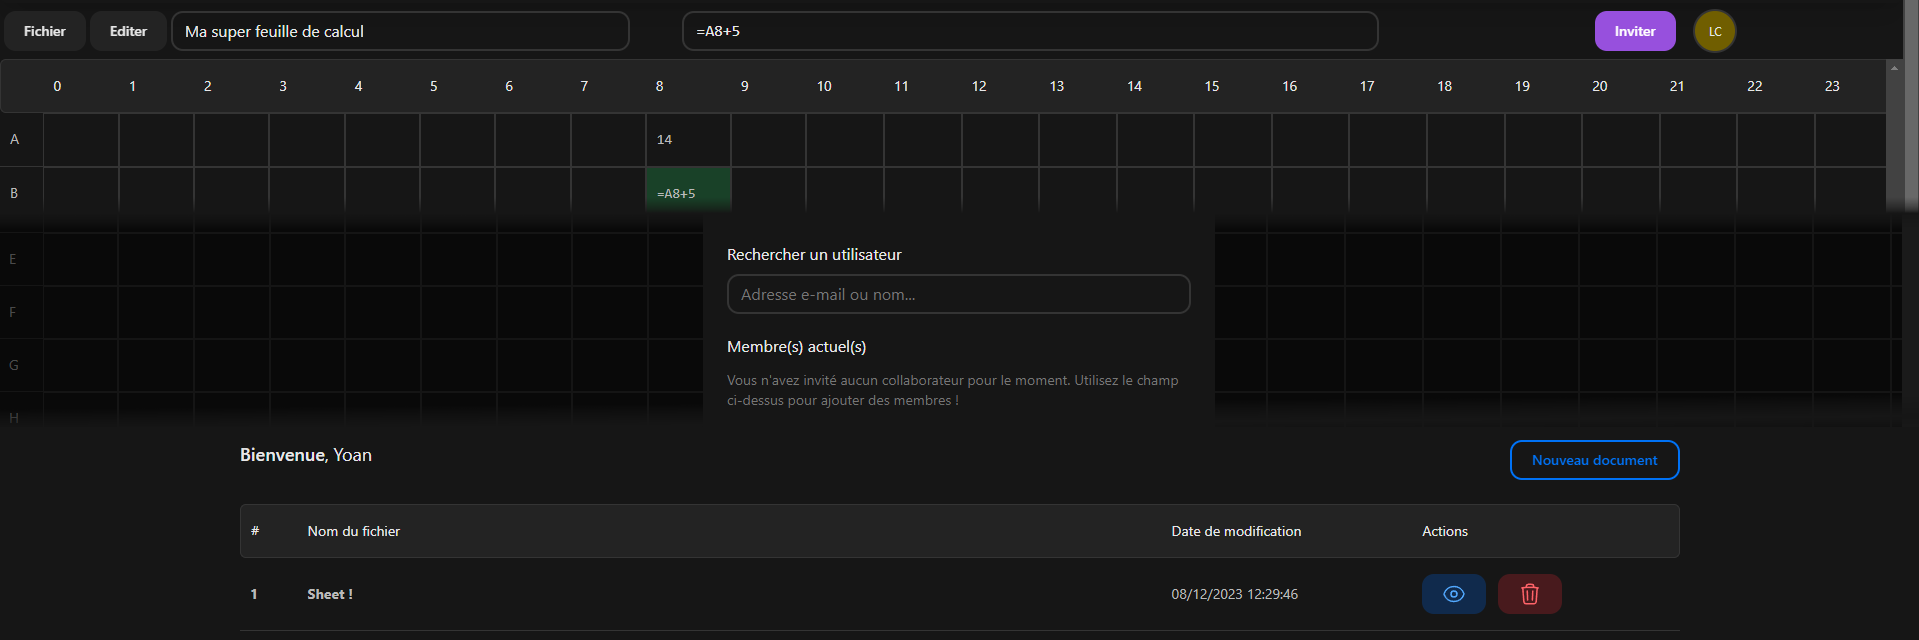 Fichier Editer Ma super feuille de calcul =A8+5 Inviter LC
0 1 2 3 4 5 6 7 8 9 10 11 12 13 14 15 16 17 18 19 20 21 22 23
A 14
B =A8+5
E
F
G
H
Rechercher un utilisateur
Adresse e-mail ou nom...
Membre(s) actuel(s)
Vous n'avez invité aucun collaborateur pour le moment. Utilisez le champ
ci-dessus pour ajouter des membres !
Bienvenue, Yoan Nouveau document
# Nom du fichier Date de modification Actions
1 Sheet ! 08/12/2023 12:29:46